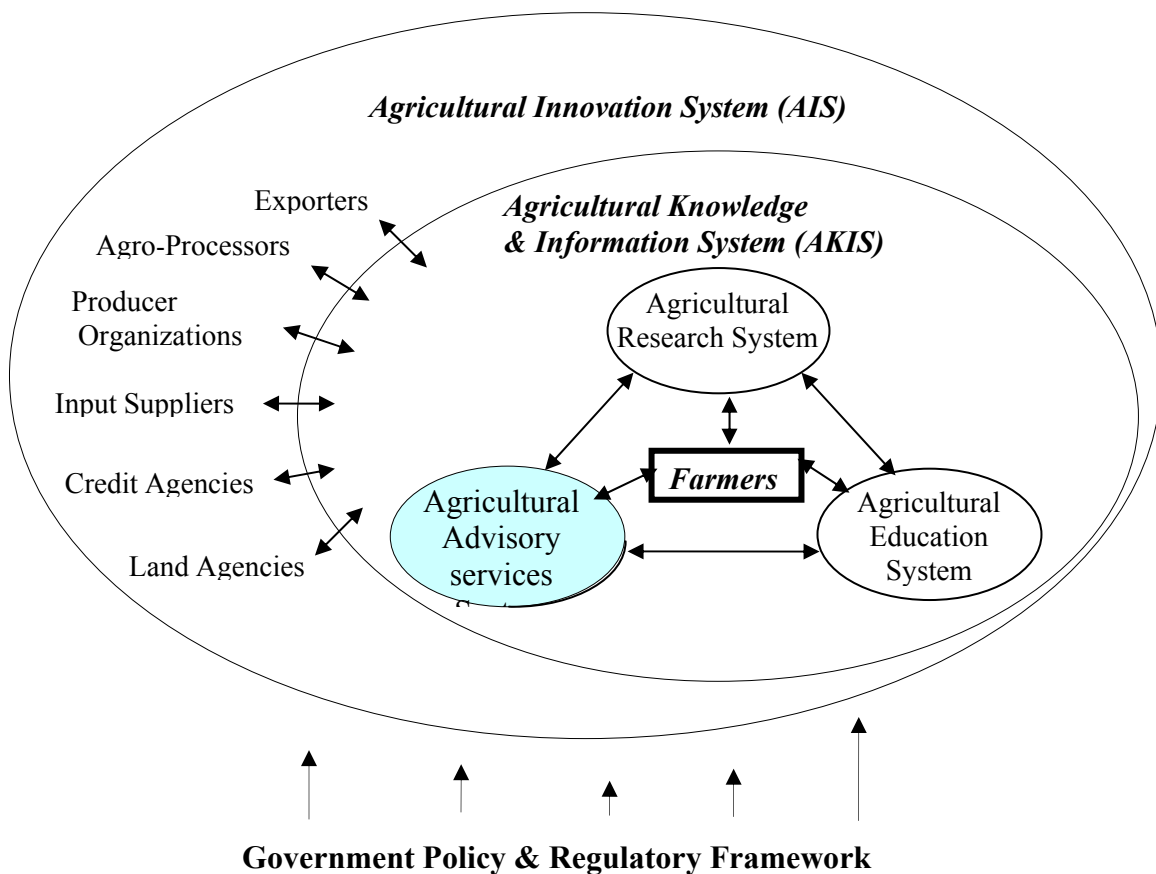 Agricultural Innovation System (AIS)
Exporters
Agro-Processors
Producer
Organizations
Input Suppliers
Credit Agencies
Land Agencies
Agricultural Knowledge
& Information System (AKIS)
Agricultural
Research System
Farmers
Agricultural
Advisory
services
Agricultural
Education
System
Government Policy & Regulatory Framework